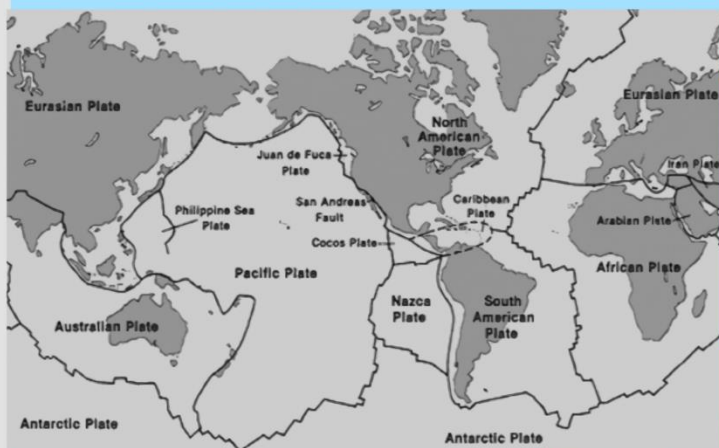 Eurasian Plate
Eurasian Plate
North
American
Plate
Juan de Fuca
Plate
Iran Plate
San Andreas
Fault
Caribbean
Plate
Philippine Sea
Plate
Arabian Plate
Cocos Plate
Pacific Plate
African Plate
Nazca
Plate
South
American
Plate
Australian Plate
Antarctic Plate
Antarctic Plate